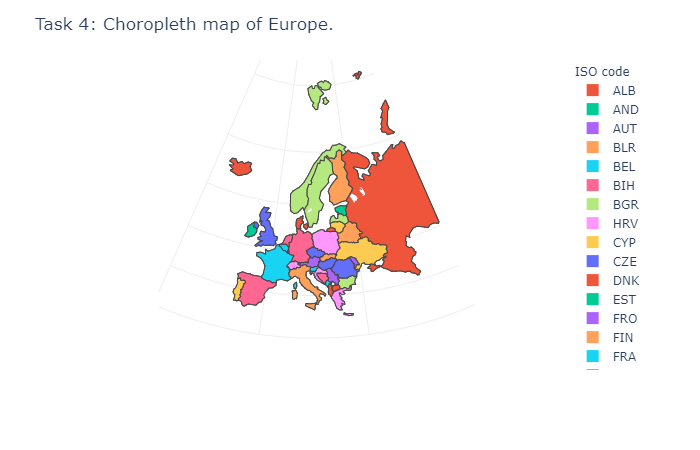 Task 4: Choropleth map of Europe.
ISO code
ALB
AND
AUT
BLR
BEL
BIH
BGR
HRV
CYP
CZE
DNK
EST
FRO
FIN
FRA